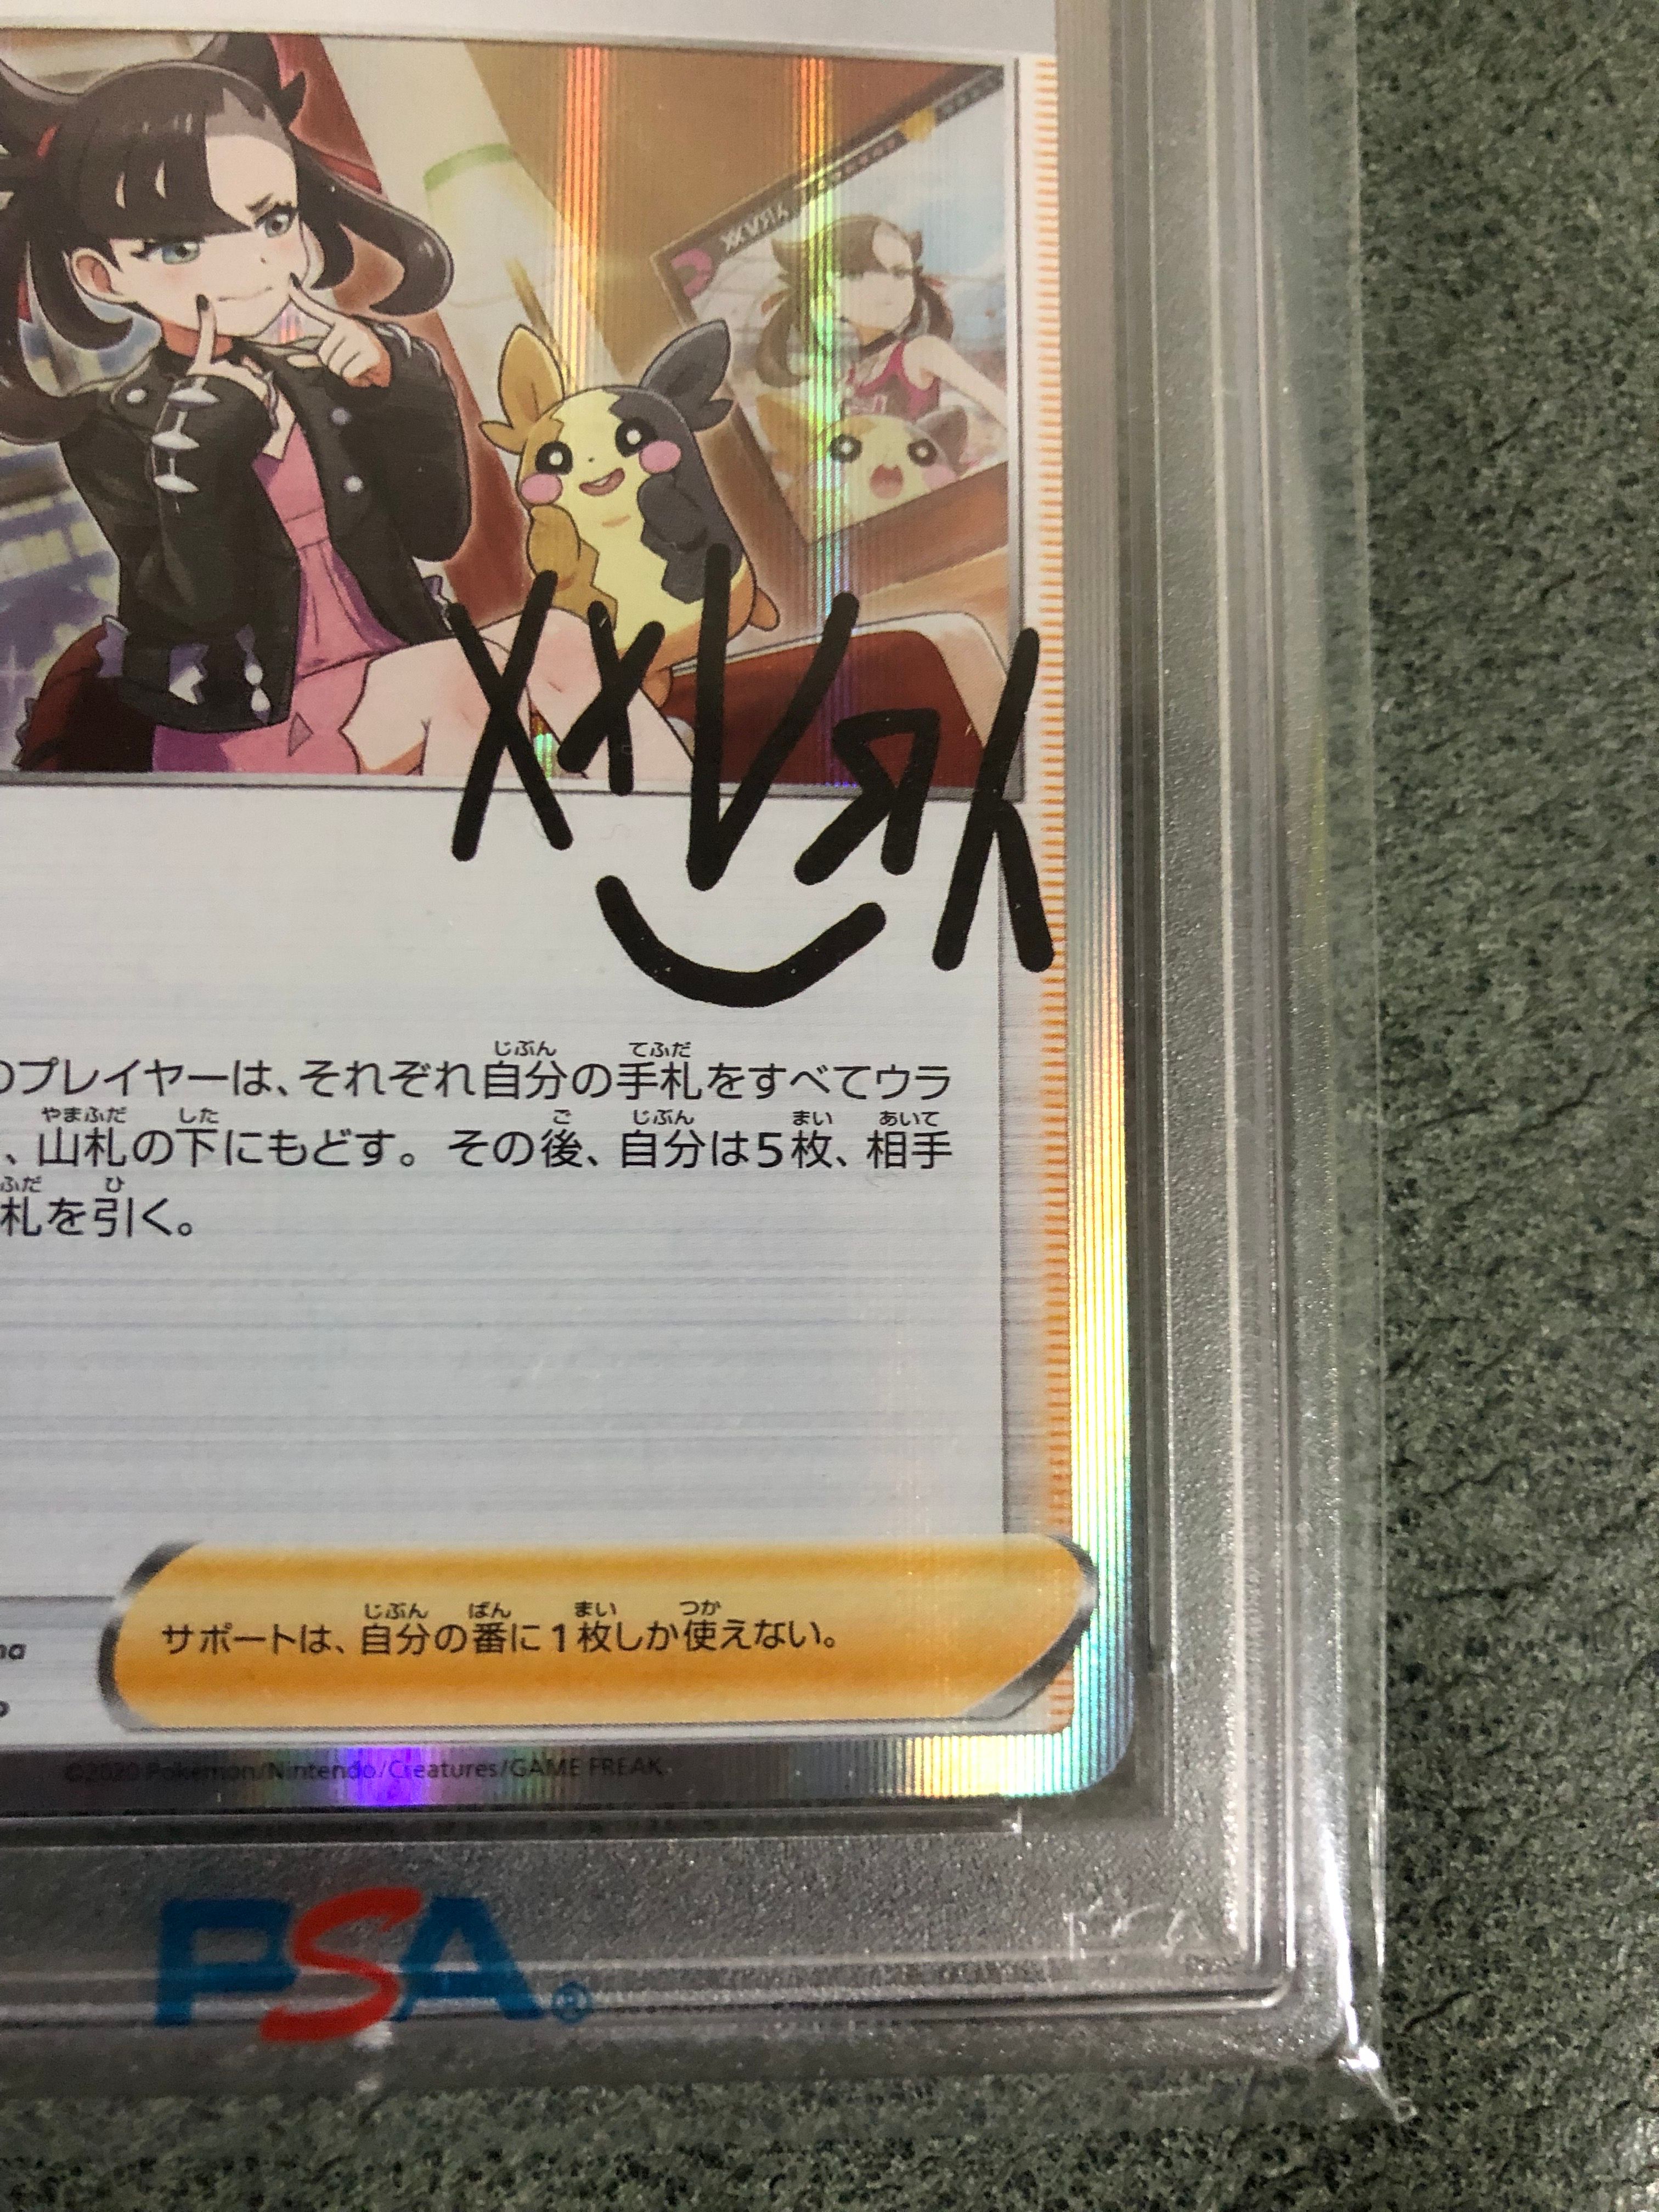 のプレイヤーは、それぞれ自分の手札をすべてウラ
、山札の下にもどす。その後、自分は5枚、相手
札を引く。
サポートは、自分の番に1枚しか使えない。
©2020 Pokémon/Nintendo/Creatures/GAME FREAK
PSA®